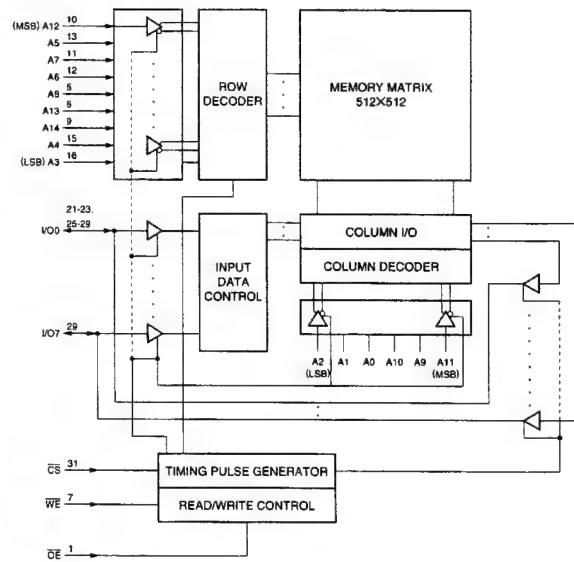 (MSB) A12 10
A5 13
A7 11
A6 12
A8 5
A13 6
A14 9
A4 15
(LSB) A3 16
ROW
DECODER
MEMORY MATRIX
512X512
21-23.
I/O0 25-29
I/O7 29
INPUT
DATA
CONTROL
COLUMN I/O
COLUMN DECODER
A2 A1 A0 A10 A9 A11
(LSB) (MSB)
CS 31
WE 7
OE 1
TIMING PULSE GENERATOR
READ/WRITE CONTROL